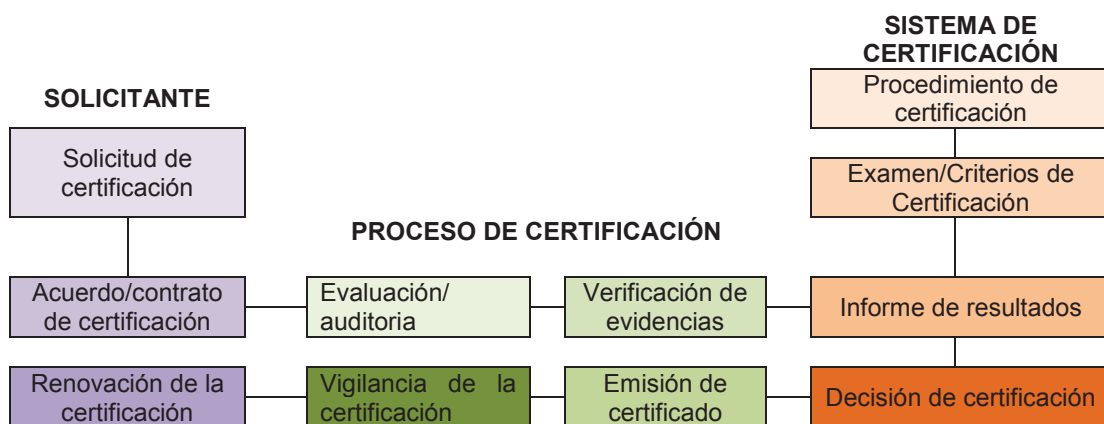 SISTEMA DE
CERTIFICACIÓN
Procedimiento de
certificación
SOLICITANTE
Solicitud de
certificación
Examen/Criterios de
Certificación
PROCESO DE CERTIFICACIÓN
Acuerdo/contrato
de certificación
Evaluación/
auditoria
Verificación de
evidencias
Informe de resultados
Renovación de la
certificación
Vigilancia de la
certificación
Emisión de
certificado
Decisión de certificación